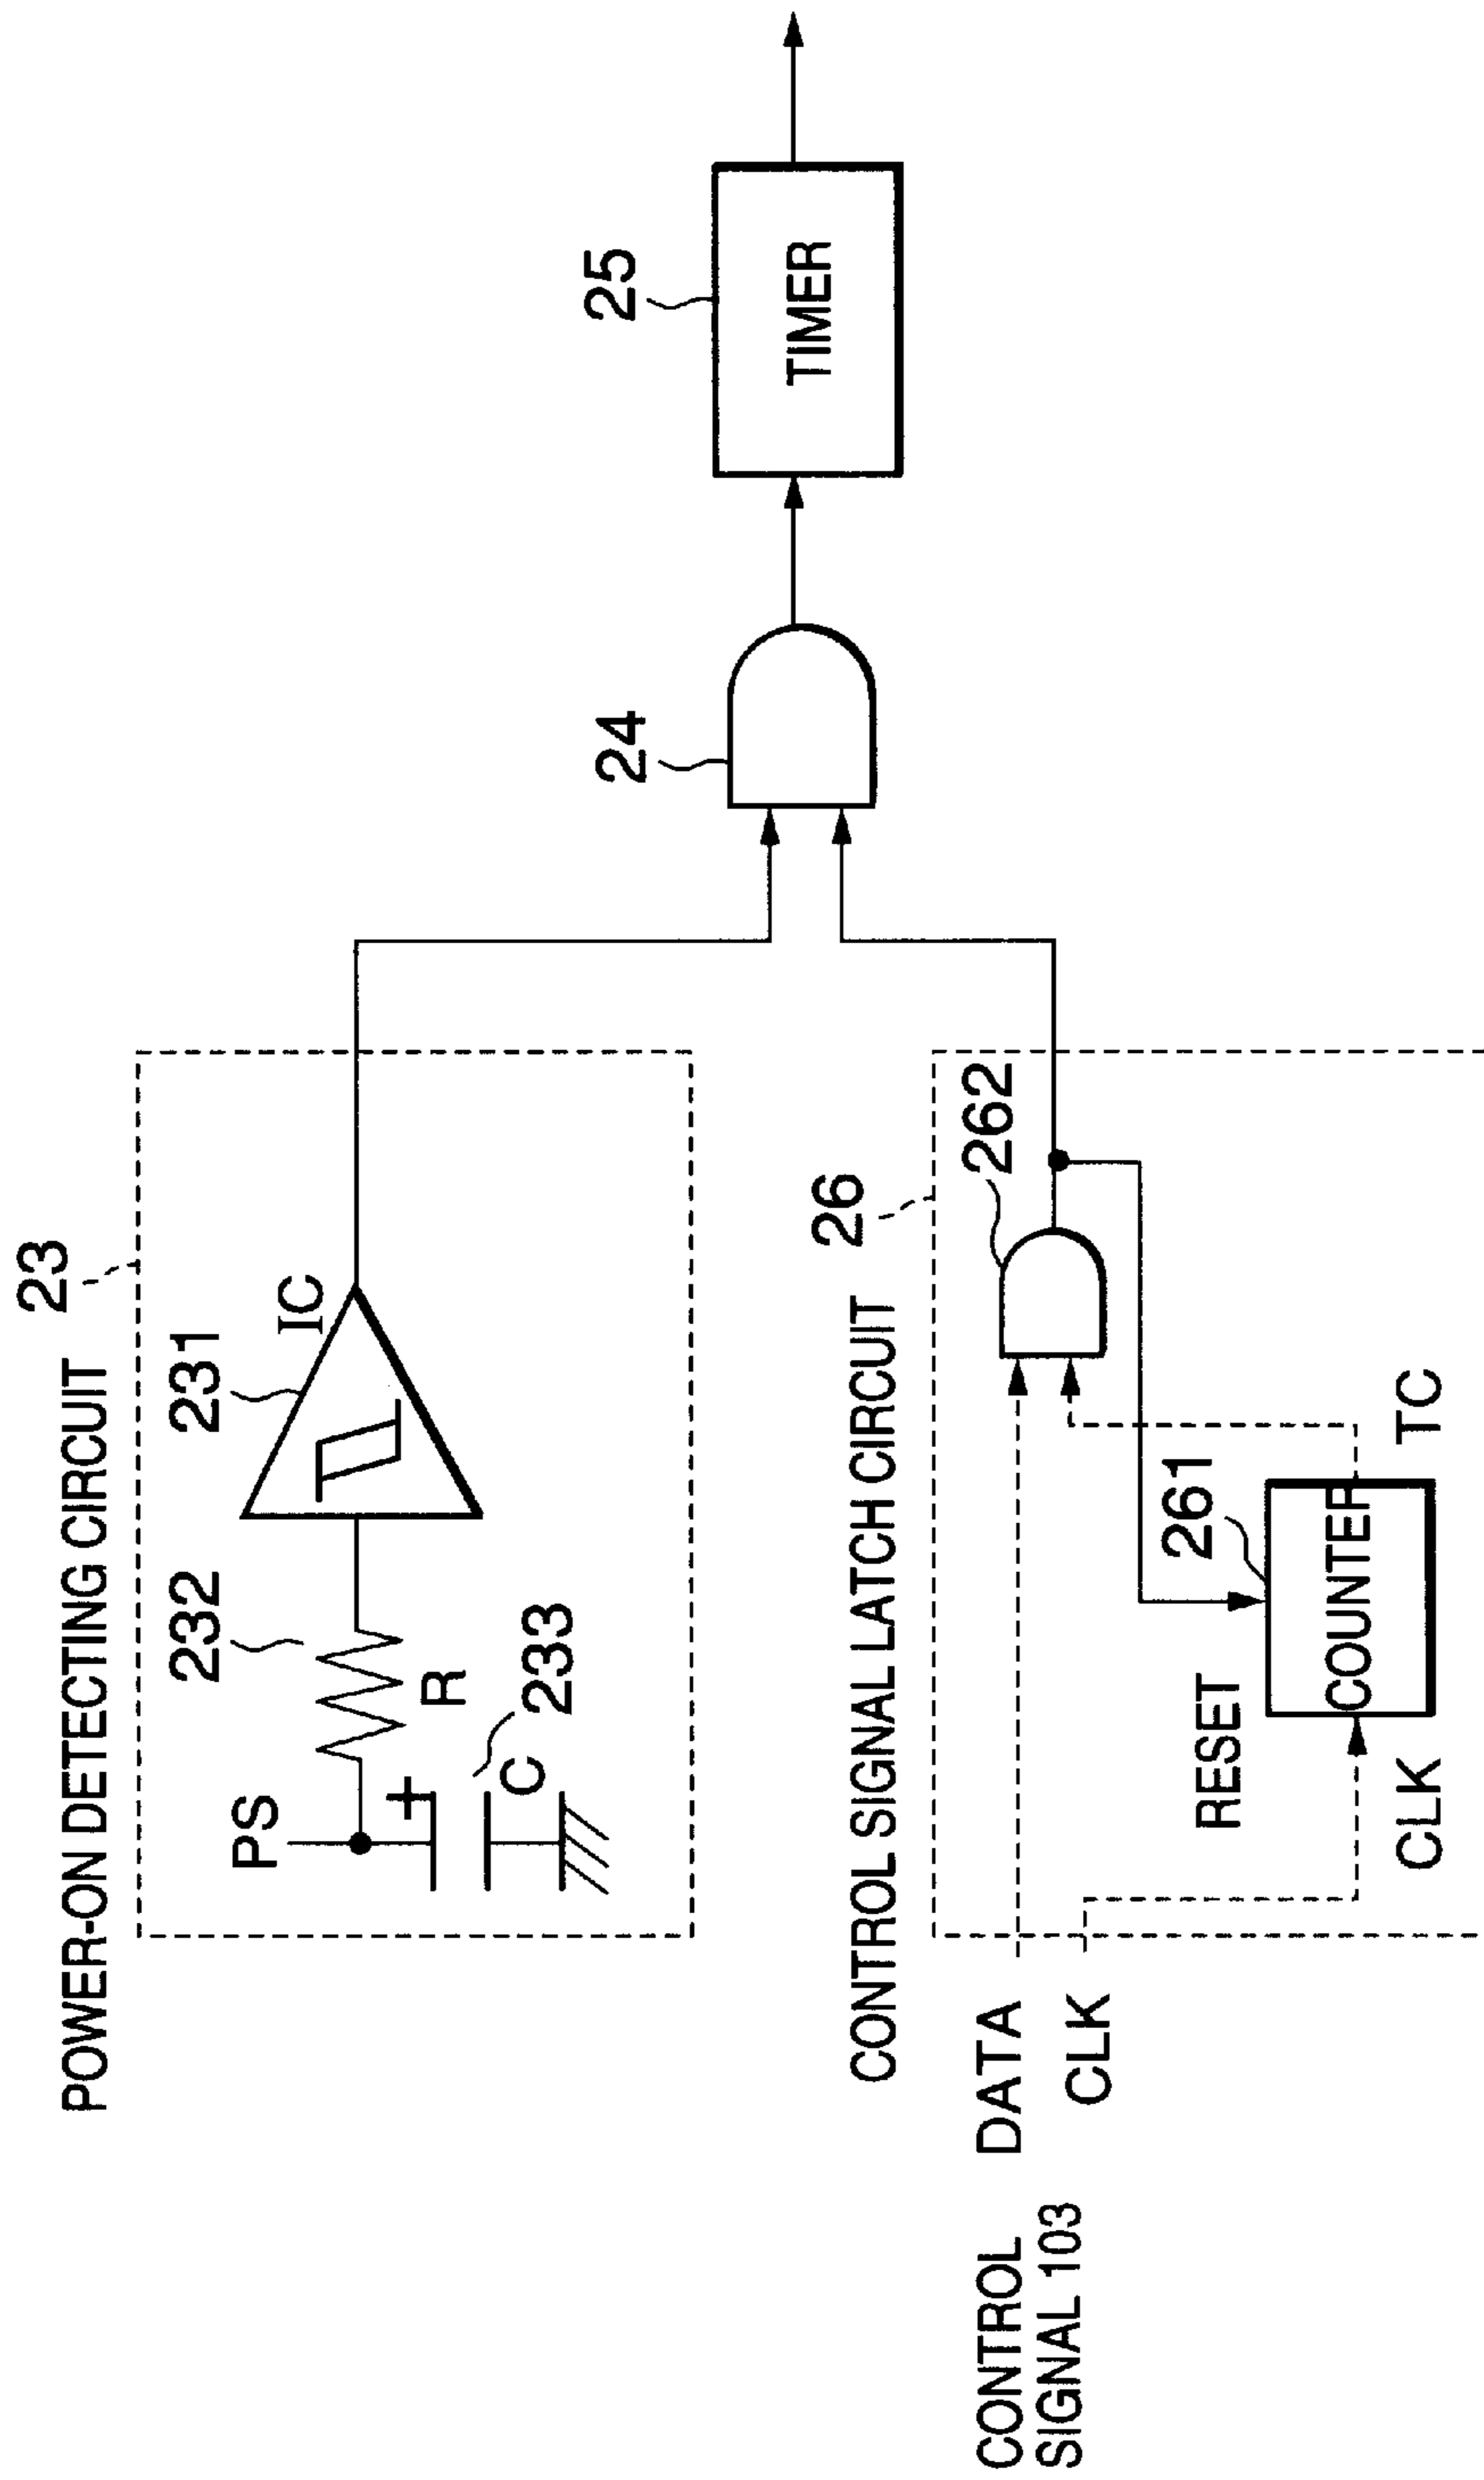 POWER-ON DETECTING CIRCUIT 23
PS
+
C
233
R
232
231
IC
24
25
TIMER
CONTROL SIGNAL LATCH CIRCUIT 26
262
CONTROL DATA
SIGNAL 103 CLK
RESET
261
COUNTER
CLK
TC